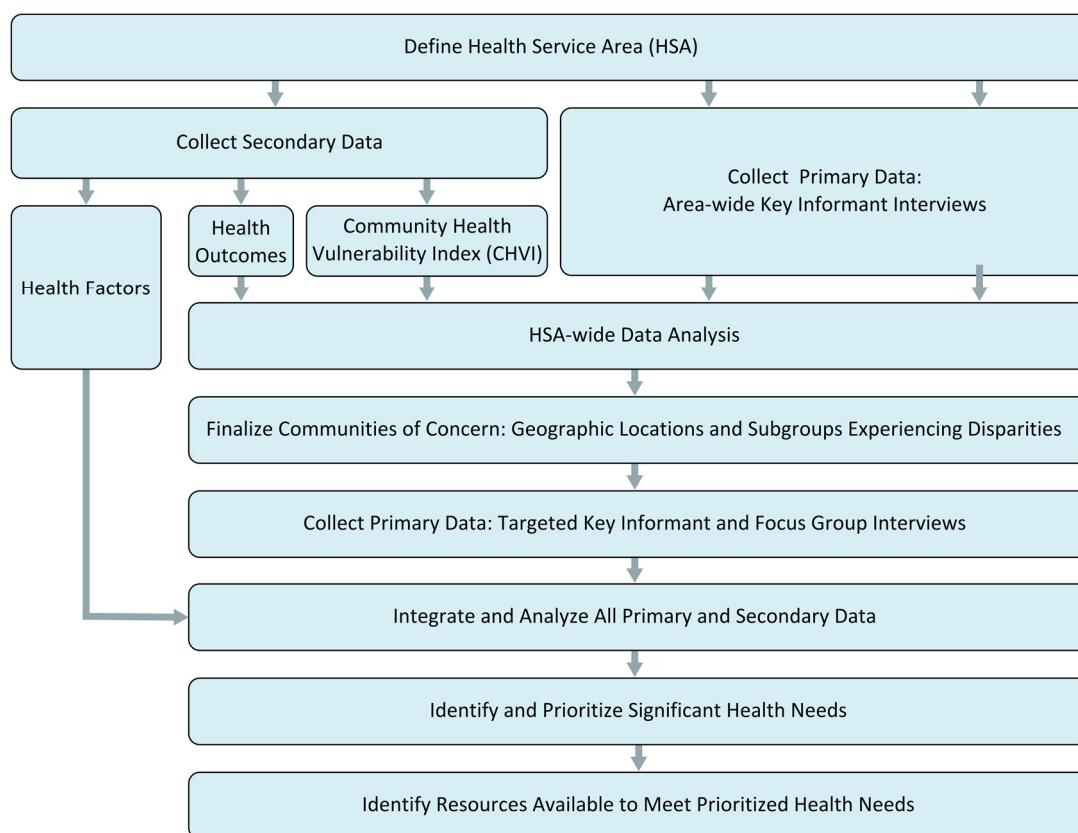 Define Health Service Area (HSA)
Collect Secondary Data
Collect  Primary Data:
Area-wide Key Informant Interviews
Health Factors
Health
Outcomes
Community Health
Vulnerability Index (CHVI)
HSA-wide Data Analysis
Finalize Communities of Concern: Geographic Locations and Subgroups Experiencing Disparities
Collect Primary Data: Targeted Key Informant and Focus Group Interviews
Integrate and Analyze All Primary and Secondary Data
Identify and Prioritize Significant Health Needs
Identify Resources Available to Meet Prioritized Health Needs